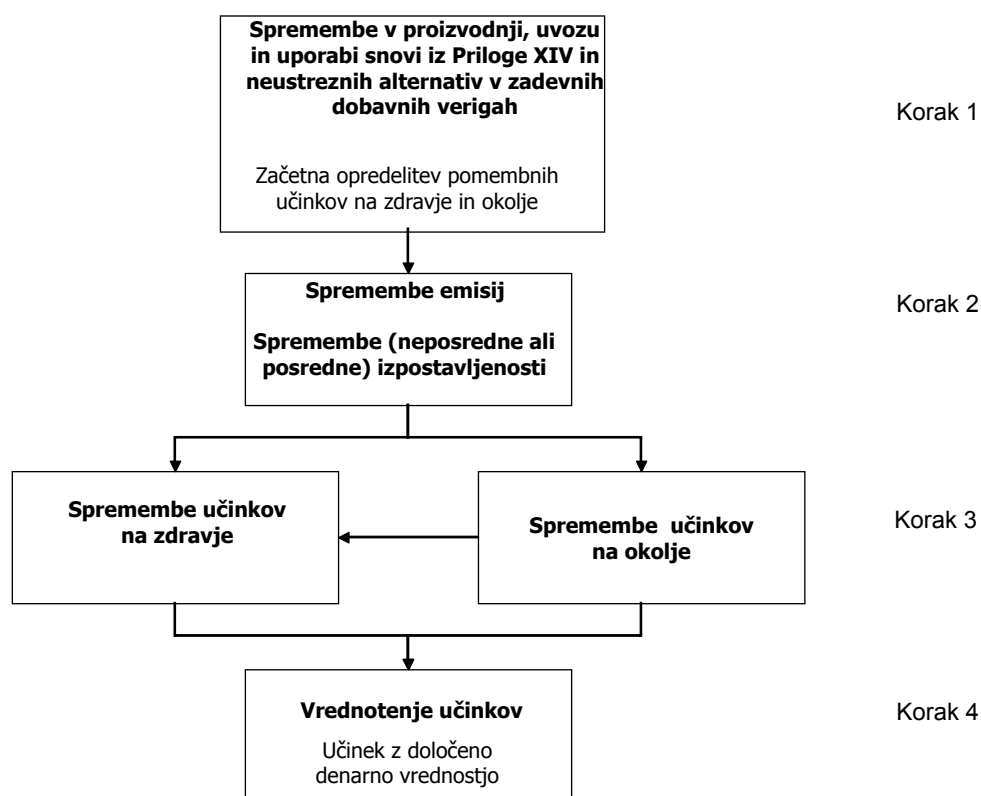 Spremembe v proizvodnji, uvozu
in uporabi snovi iz Priloge XIV in
neustreznih alternativ v zadevnih
dobavnih verigah
Začetna opredelitev pomembnih
učinkov na zdravje in okolje
Korak 1
Spremembe emisij
Spremembe (neposredne ali
posredne) izpostavljenosti
Korak 2
Spremembe učinkov
na zdravje
Spremembe učinkov
na okolje
Korak 3
Vrednotenje učinkov
Učinek z določeno
denarno vrednostjo
Korak 4